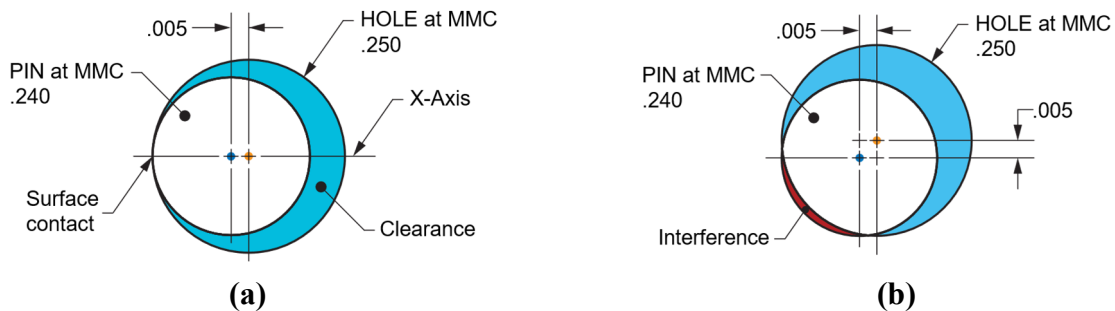 .005
HOLE at MMC
.250
PIN at MMC
.240
X-Axis
Surface
contact
Clearance
(a)
.005
HOLE at MMC
.250
PIN at MMC
.240
.005
Interference
(b)